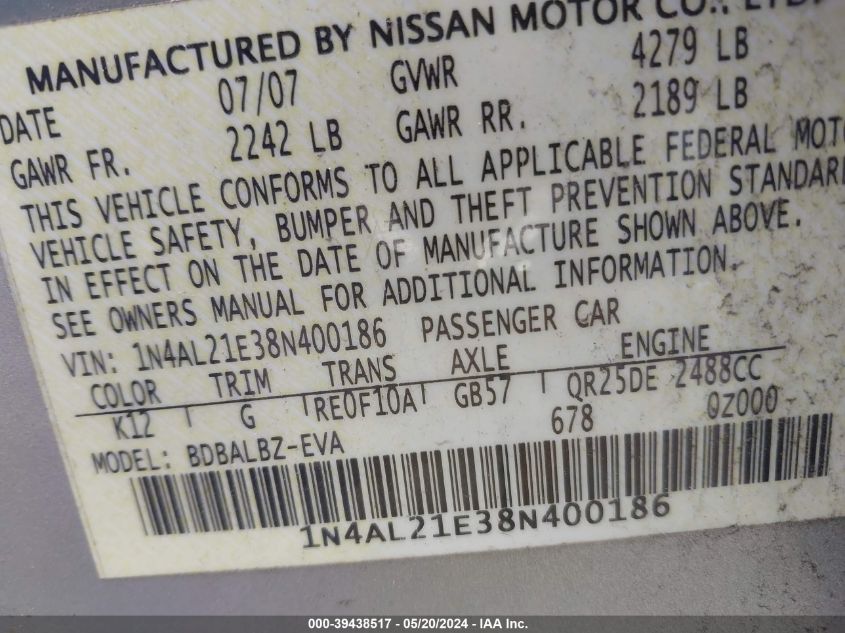 MANUFACTURED BY NISSAN MOTOR CO., LTD.
DATE 07/07 GVWR 4279 LB
GAWR FR. 2242 LB GAWR RR. 2189 LB
THIS VEHICLE CONFORMS TO ALL APPLICABLE FEDERAL MOTO
VEHICLE SAFETY, BUMPER AND THEFT PREVENTION STANDAR
IN EFFECT ON THE DATE OF MANUFACTURE SHOWN ABOVE.
SEE OWNERS MANUAL FOR ADDITIONAL INFORMATION.
VIN: 1N4AL21E38N400186 PASSENGER CAR
COLOR TRIM TRANS AXLE ENGINE
K12 G RE0F10A GB57 QR25DE 2488CC
MODEL: BDBALBZ-EVA 678 0Z000-
1N4AL21E38N400186
000-39438517 — 05/20/2024 — IAA Inc.